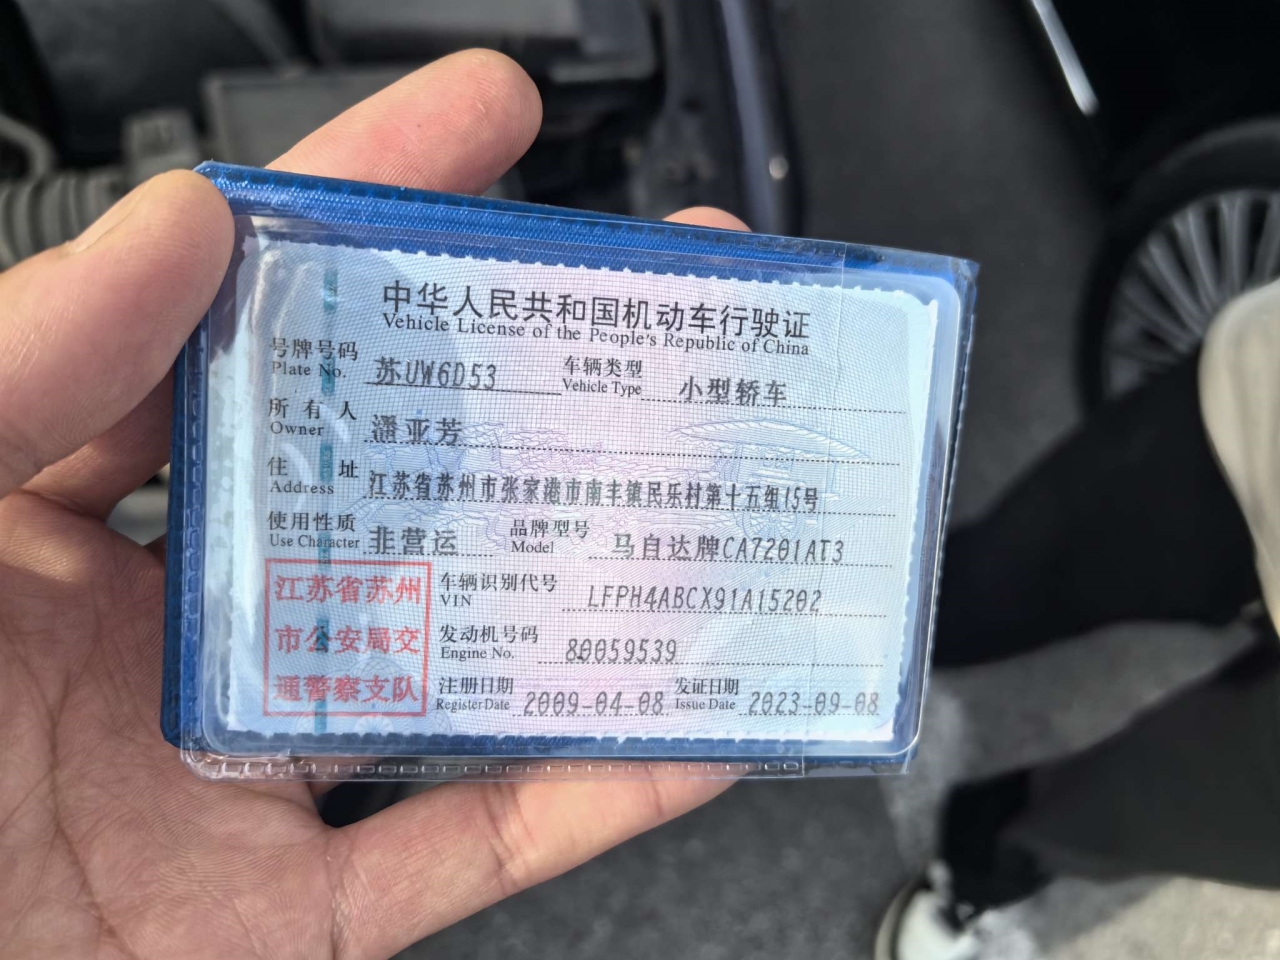 中华人民共和国机动车行驶证
Vehicle License of the People's Republic of China
号牌号码 苏UW6D53 车辆类型 小型轿车
Plate No. Vehicle Type
所有人 潘亚芳
Owner
住址 江苏省苏州市张家港市南丰镇民乐村第十五组15号
Address
使用性质 非营运 品牌型号 马自达牌CA7201AT3
Use Character Model
江苏省苏州
市公安局交
通警察支队
车辆识别代号 LFPH4ABCX91A15202
VIN
发动机号码 80059539
Engine No.
注册日期 2009-04-08 发证日期 2023-09-08
Register Date Issue Date